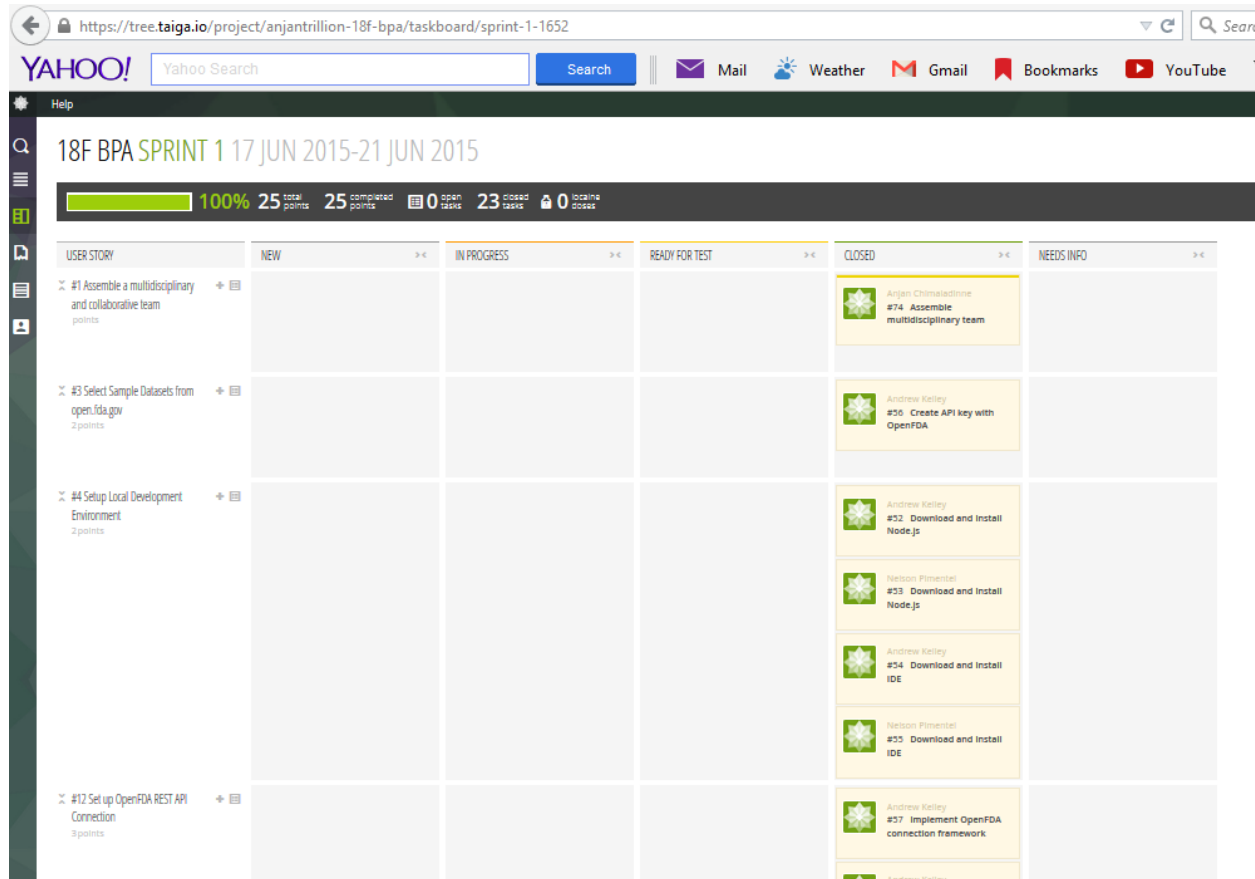 https://tree.taiga.io/project/anjantrillion-18f-bpa/taskboard/sprint-1-1652
Sear
YAHOO! Yahoo Search Search Mail Weather Gmail Bookmarks YouTube
Help
18F BPA SPRINT 1 17 JUN 2015-21 JUN 2015
100% 25 total points 25 completed points 0 open tasks 23 closed tasks 0 iocaine doses
USER STORY NEW IN PROGRESS READY FOR TEST CLOSED NEEDS INFO
#1 Assemble a multidisciplinary
and collaborative team
points
Anjan Chimaladinne
#74 Assemble
multidisciplinary team
#3 Select Sample Datasets from
open.fda.gov
2 points
Andrew Kelley
#56 Create API key with
OpenFDA
#4 Setup Local Development
Environment
2 points
Andrew Kelley
#52 Download and Install
Node.js
Nelson Pimentel
#53 Download and Install
Node.js
Andrew Kelley
#54 Download and Install
IDE
Nelson Pimentel
#55 Download and Install
IDE
#12 Set up OpenFDA REST API
Connection
3 points
Andrew Kelley
#57 Implement OpenFDA
connection framework